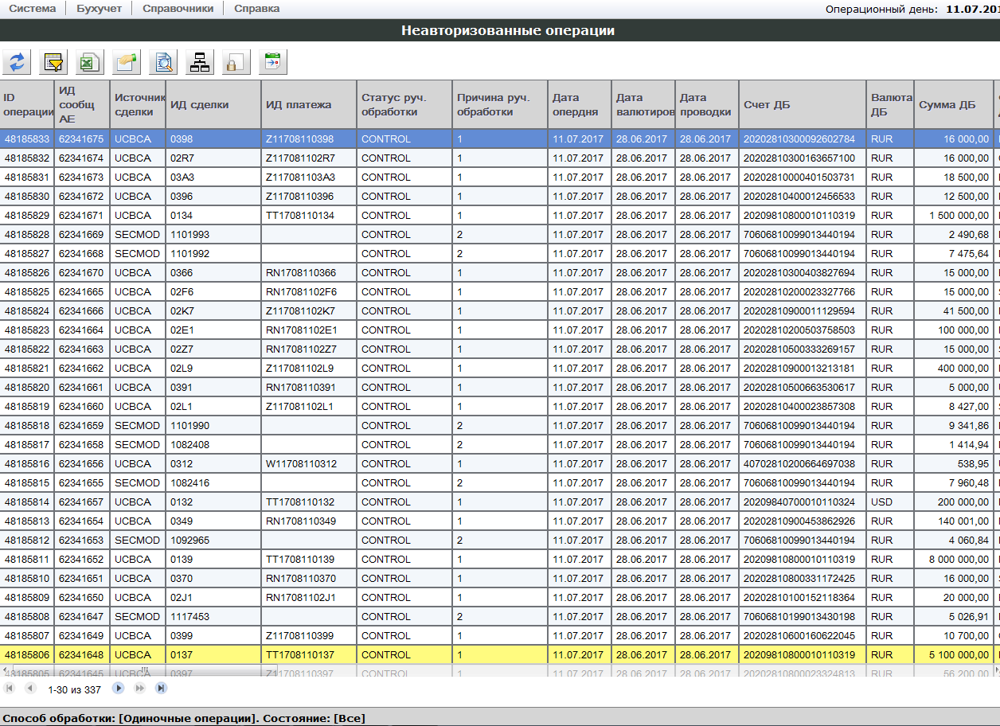 Система Бухучет Справочники Справка Операционный день: 11.07.201
Неавторизованные операции
ID операции ИД сообщ АЕ Источник сделки ИД сделки ИД платежа Статус руч. обработки Причина руч. обработки Дата опердня Дата валютиров Дата проводки Счет ДБ Валюта ДБ Сумма ДБ
48185833 62341675 UCBCA 0398 Z11708110398 CONTROL 1 11.07.2017 28.06.2017 28.06.2017 20202810300092602784 RUR 16 000,00
48185832 62341674 UCBCA 02R7 Z117081102R7 CONTROL 1 11.07.2017 28.06.2017 28.06.2017 20202810300163657100 RUR 16 000,00
48185831 62341673 UCBCA 03A3 Z117081103A3 CONTROL 1 11.07.2017 28.06.2017 28.06.2017 20202810000401503731 RUR 18 500,00
48185830 62341672 UCBCA 0396 Z11708110396 CONTROL 1 11.07.2017 28.06.2017 28.06.2017 20202810400012456533 RUR 12 500,00
48185829 62341671 UCBCA 0134 TT1708110134 CONTROL 1 11.07.2017 28.06.2017 28.06.2017 20209810800010110319 RUR 1 500 000,00
48185828 62341669 SECMOD 1101993 CONTROL 2 11.07.2017 28.06.2017 28.06.2017 70606810099013440194 RUR 2 490,68
48185827 62341668 SECMOD 1101992 CONTROL 2 11.07.2017 28.06.2017 28.06.2017 70606810099013440194 RUR 7 475,64
48185826 62341670 UCBCA 0366 RN1708110366 CONTROL 1 11.07.2017 28.06.2017 28.06.2017 20202810300403827694 RUR 15 000,00
48185825 62341665 UCBCA 02F6 RN17081102F6 CONTROL 1 11.07.2017 28.06.2017 28.06.2017 20202810200023327766 RUR 15 000,00
48185824 62341666 UCBCA 02K7 Z117081102K7 CONTROL 1 11.07.2017 28.06.2017 28.06.2017 20202810900011129594 RUR 41 500,00
48185823 62341664 UCBCA 02E1 RN17081102E1 CONTROL 1 11.07.2017 28.06.2017 28.06.2017 20202810200503758503 RUR 100 000,00
48185822 62341663 UCBCA 02Z7 RN17081102Z7 CONTROL 1 11.07.2017 28.06.2017 28.06.2017 20202810500333269157 RUR 15 000,00
48185821 62341662 UCBCA 02L9 Z117081102L9 CONTROL 1 11.07.2017 28.06.2017 28.06.2017 20202810900013213181 RUR 400 000,00
48185820 62341661 UCBCA 0391 RN1708110391 CONTROL 1 11.07.2017 28.06.2017 28.06.2017 20202810500663530617 RUR 5 000,00
48185819 62341660 UCBCA 02L1 Z117081102L1 CONTROL 1 11.07.2017 28.06.2017 28.06.2017 20202810400023857308 RUR 8 427,00
48185818 62341659 SECMOD 1101990 CONTROL 2 11.07.2017 28.06.2017 28.06.2017 70606810099013440194 RUR 9 341,86
48185817 62341658 SECMOD 1082408 CONTROL 2 11.07.2017 28.06.2017 28.06.2017 70606810099013440194 RUR 1 414,94
48185816 62341656 UCBCA 0312 W11708110312 CONTROL 1 11.07.2017 28.06.2017 28.06.2017 40702810200664697038 RUR 538,95
48185815 62341655 SECMOD 1082416 CONTROL 2 11.07.2017 28.06.2017 28.06.2017 70606810099013440194 RUR 7 960,48
48185814 62341657 UCBCA 0132 TT1708110132 CONTROL 1 11.07.2017 28.06.2017 28.06.2017 20209840700010110324 USD 200 000,00
48185813 62341654 UCBCA 0349 RN1708110349 CONTROL 1 11.07.2017 28.06.2017 28.06.2017 20202810900453862926 RUR 140 001,00
48185812 62341653 SECMOD 1092965 CONTROL 2 11.07.2017 28.06.2017 28.06.2017 70606810099013440194 RUR 4 060,84
48185811 62341652 UCBCA 0139 TT1708110139 CONTROL 1 11.07.2017 28.06.2017 28.06.2017 20209810800010110319 RUR 8 000 000,00
48185810 62341651 UCBCA 0370 RN1708110370 CONTROL 1 11.07.2017 28.06.2017 28.06.2017 20202810800331172425 RUR 16 000,00
48185809 62341650 UCBCA 02J1 RN17081102J1 CONTROL 1 11.07.2017 28.06.2017 28.06.2017 20202810100152118364 RUR 20 000,00
48185808 62341647 SECMOD 1117453 CONTROL 2 11.07.2017 28.06.2017 28.06.2017 70606810199013430198 RUR 5 026,91
48185807 62341649 UCBCA 0399 Z11708110399 CONTROL 1 11.07.2017 28.06.2017 28.06.2017 20202810600160622045 RUR 10 700,00
48185806 62341648 UCBCA 0137 TT1708110137 CONTROL 1 11.07.2017 28.06.2017 28.06.2017 20209810800010110319 RUR 5 100 000,00
48185805 62341645 UCBCA 0397 Z11708110397 CONTROL 1 11.07.2017 28.06.2017 28.06.2017 20202810800023324813 RUR 56 200,00
1-30 из 337
Способ обработки: [Одиночные операции]. Состояние: [Все]